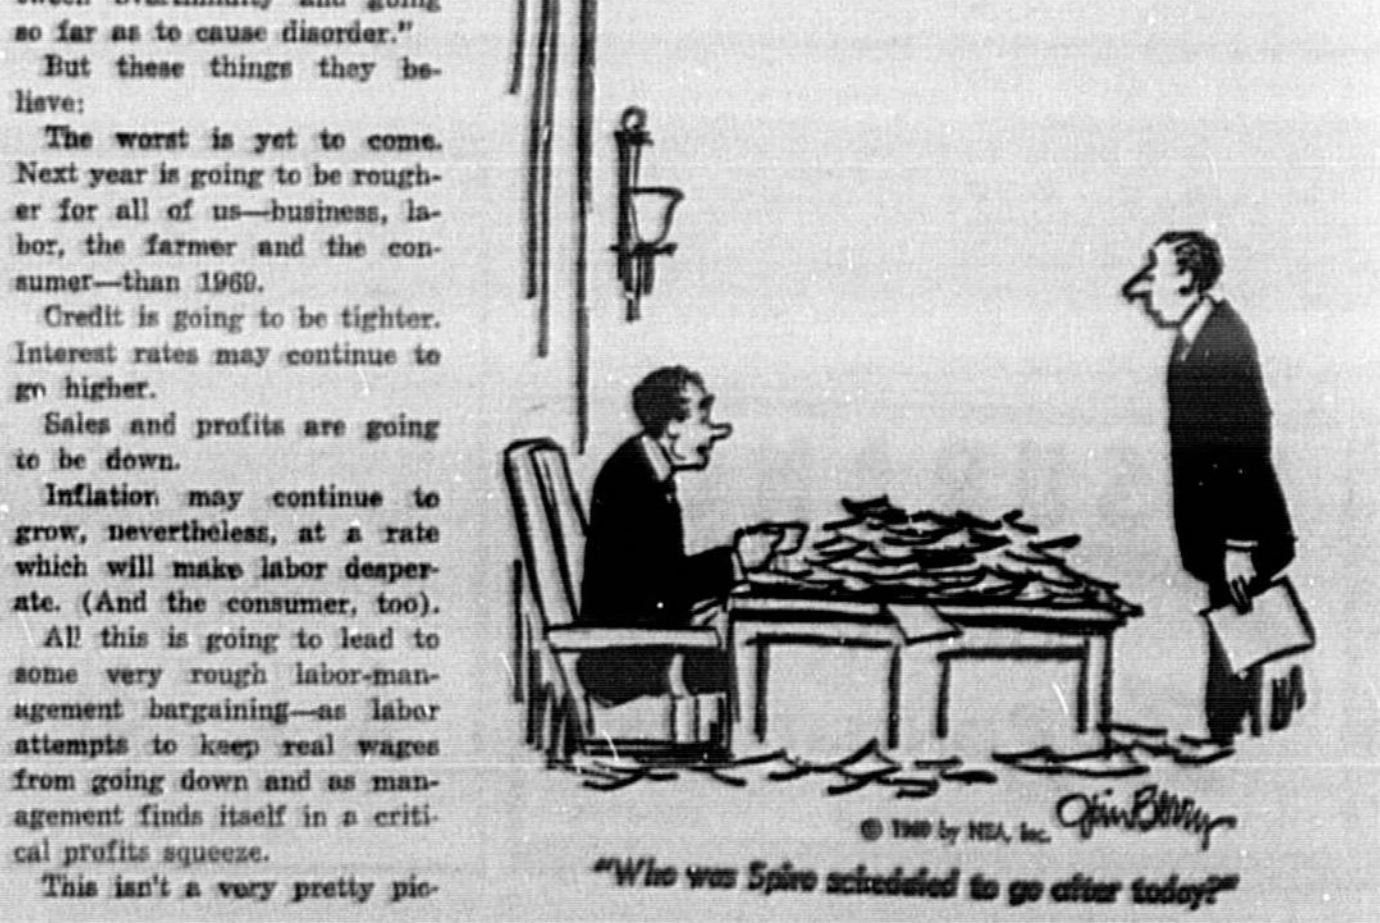 tween overtimidity and going
so far as to cause disorder."
But these things they be-
lieve:
The worst is yet to come.
Next year is going to be rough-
er for all of us—business, la-
bor, the farmer and the con-
sumer—than 1969.
Credit is going to be tighter.
Interest rates may continue to
go higher.
Sales and profits are going
to be down.
Inflation may continue to
grow, nevertheless, at a rate
which will make labor desper-
ate. (And the consumer, too).
All this is going to lead to
some very rough labor-man-
agement bargaining—as labor
attempts to keep real wages
from going down and as man-
agement finds itself in a criti-
cal profits squeeze.
This isn't a very pretty pic-
Jim Berry
© 1969 by NEA, Inc.
"Who was Spiro scheduled to go after today?"